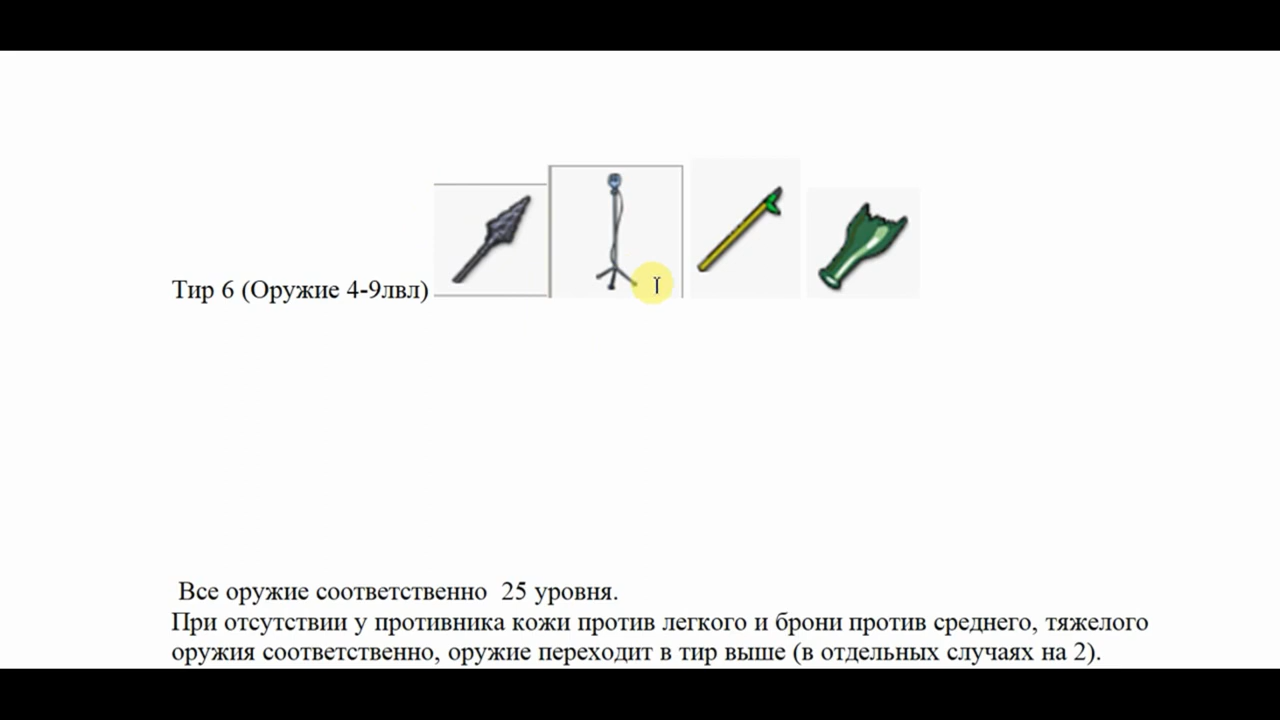 Тир 6 (Оружие 4-9лвл)
Все оружие соответственно  25 уровня.
При отсутствии у противника кожи против легкого и брони против среднего, тяжелого
оружия соответственно, оружие переходит в тир выше (в отдельных случаях на 2).